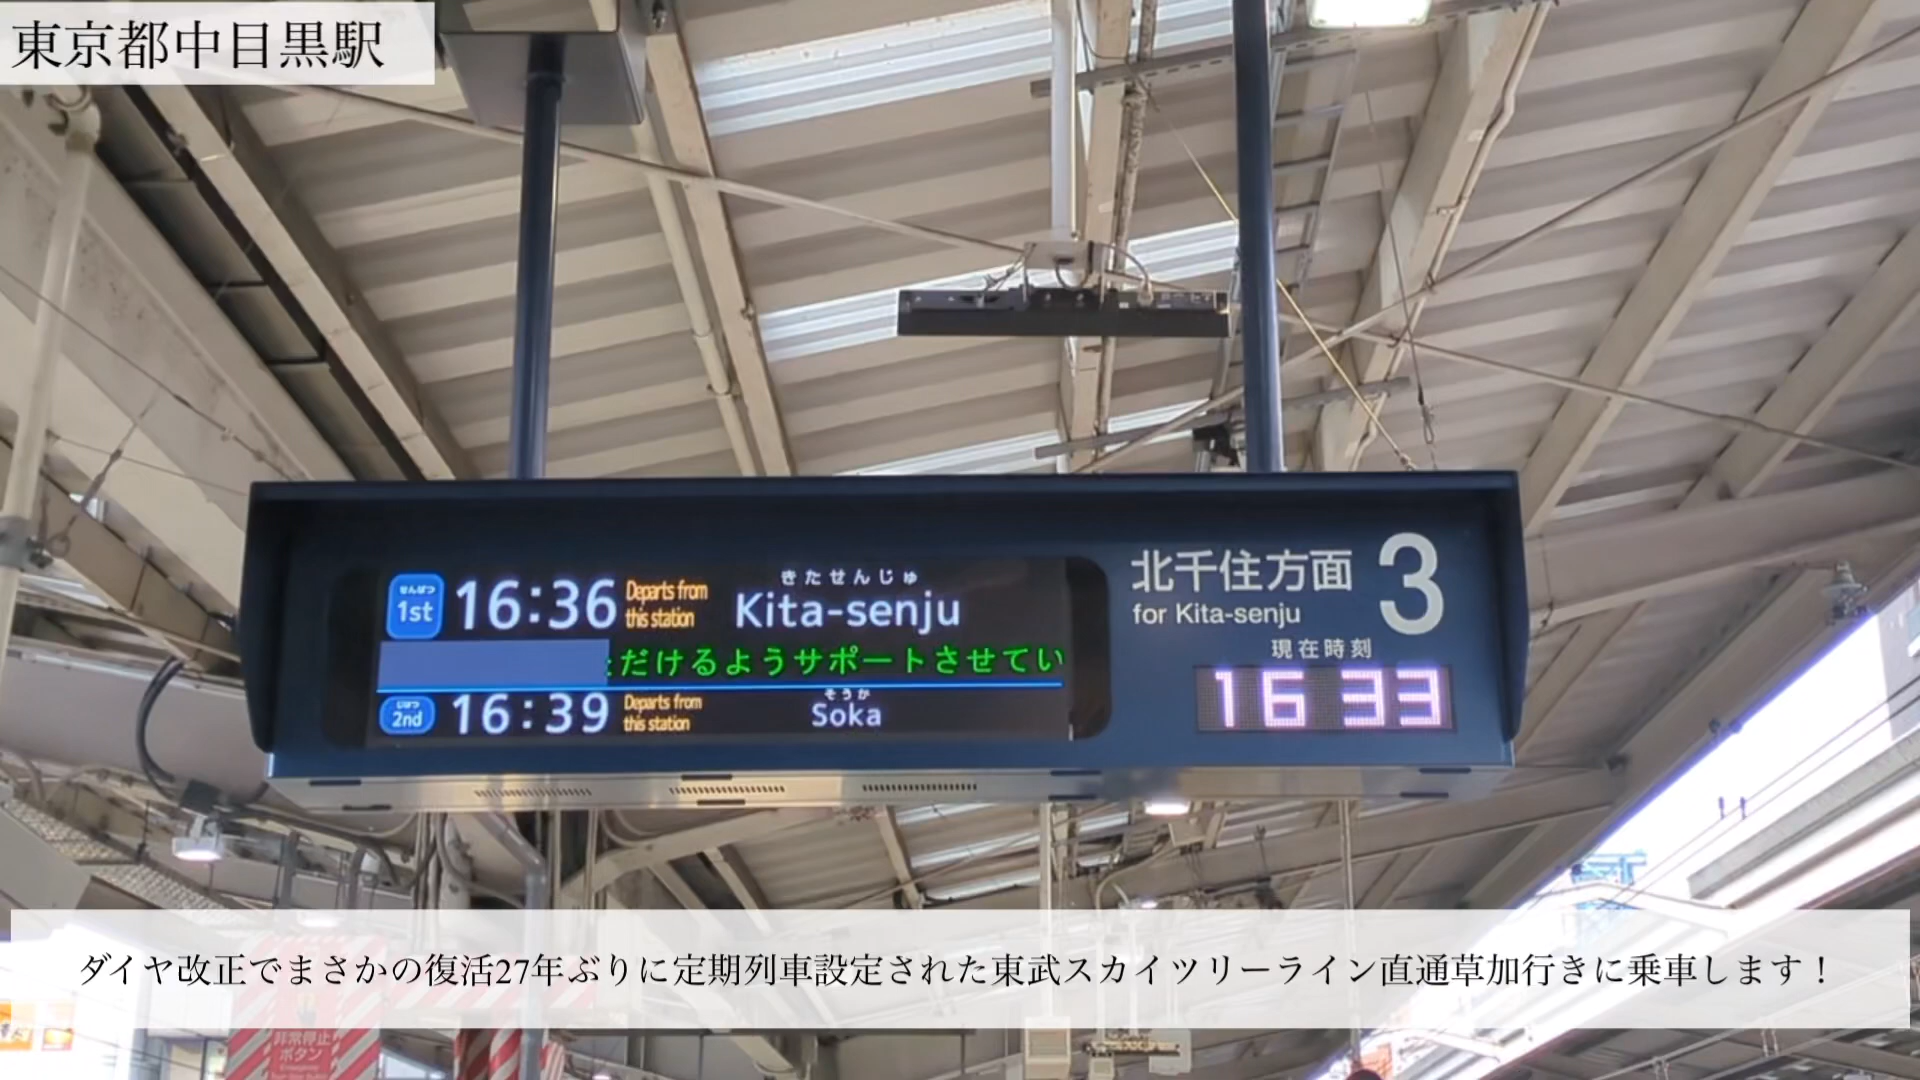 東京都中目黒駅
せんぱつ
1st 16:36 Departs from this station きたせんじゅ Kita-senju
だけるようサポートさせてい
じはつ
2nd 16:39 Departs from this station そうか Soka
北千住方面 3
for Kita-senju
現在時刻
16 33
ダイヤ改正でまさかの復活27年ぶりに定期列車設定された東武スカイツリーライン直通草加行きに乗車します！
非常停止
ボタン